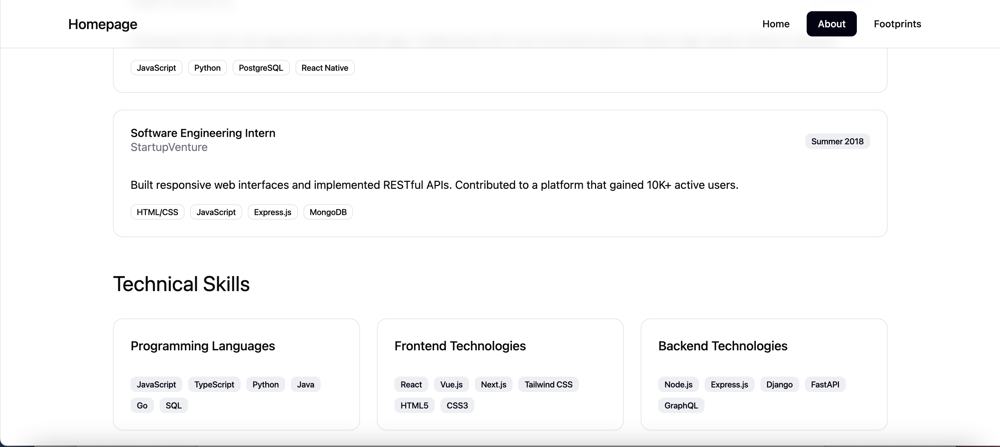 Homepage
Home About Footprints
JavaScript Python PostgreSQL React Native
Software Engineering Intern
StartupVenture
Summer 2018
Built responsive web interfaces and implemented RESTful APIs. Contributed to a platform that gained 10K+ active users.
HTML/CSS JavaScript Express.js MongoDB
Technical Skills
Programming Languages
JavaScript TypeScript Python Java
Go SQL
Frontend Technologies
React Vue.js Next.js Tailwind CSS
HTML5 CSS3
Backend Technologies
Node.js Express.js Django FastAPI
GraphQL